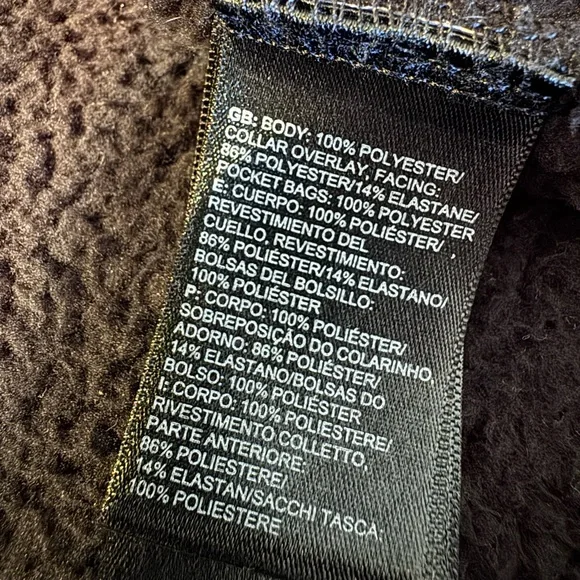 GB: BODY: 100% POLYESTER/
COLLAR OVERLAY, FACING:
86% POLYESTER/14% ELASTANE/
POCKET BAGS: 100% POLYESTER
E: CUERPO: 100% POLIÉSTER/
REVESTIMIENTO DEL
CUELLO, REVESTIMIENTO:
86% POLIÉSTER/14% ELASTANO/
BOLSAS DEL BOLSILLO:
100% POLIÉSTER
P: CORPO: 100% POLIÉSTER/
SOBREPOSIÇÃO DO COLARINHO,
ADORNO: 86% POLIÉSTER/
14% ELASTANO/BOLSAS DO
BOLSO: 100% POLIÉSTER
I: CORPO: 100% POLIESTERE/
RIVESTIMENTO COLLETTO,
PARTE ANTERIORE:
86% POLIESTERE/
14% ELASTAN/SACCHI TASCA:
100% POLIESTERE